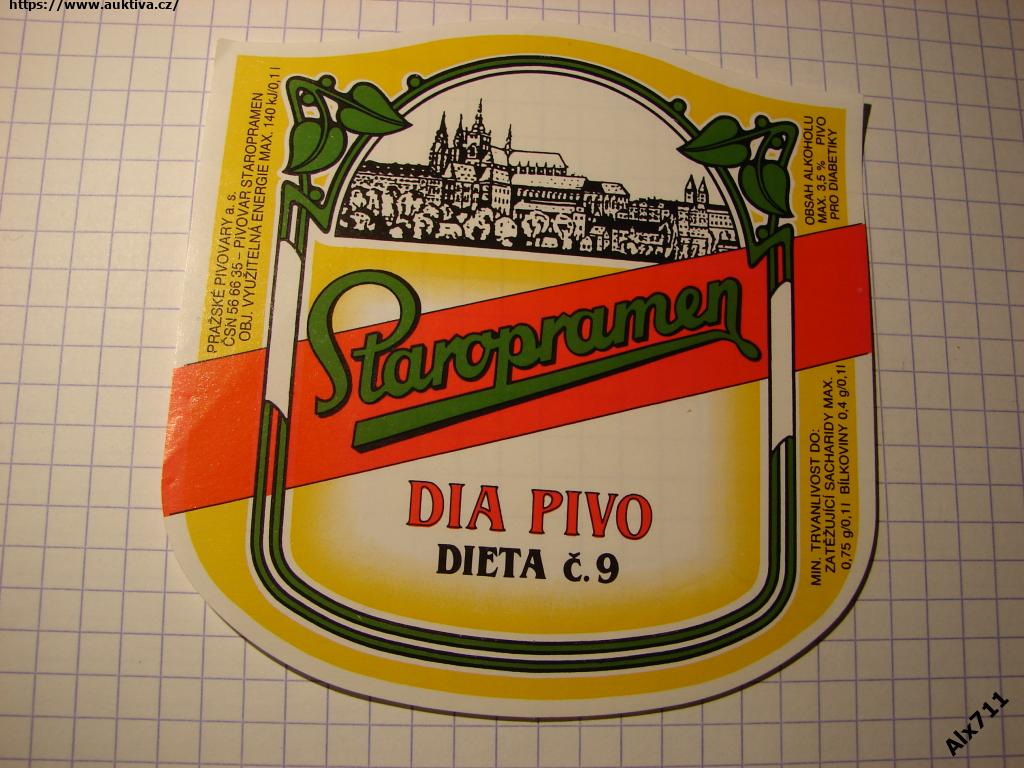 https://www.auktiva.cz/
PRAŽSKÉ PIVOVARY a. s.
ČSN 56 66 35 - PIVOVAR STAROPRAMEN
OBJ. VYUŽITELNÁ ENERGIE MAX. 140 kJ/0,1 l
OBSAH ALKOHOLU
MAX. 3,5 % PIVO
PRO DIABETIKY
Staropramen
DIA PIVO
DIETA č. 9
MIN. TRVANLIVOST DO:
ZATĚŽUJÍCÍ SACHARIDY MAX.
0,75 g/0,1 l BÍLKOVINY 0,4 g/0,1 l
Alx711